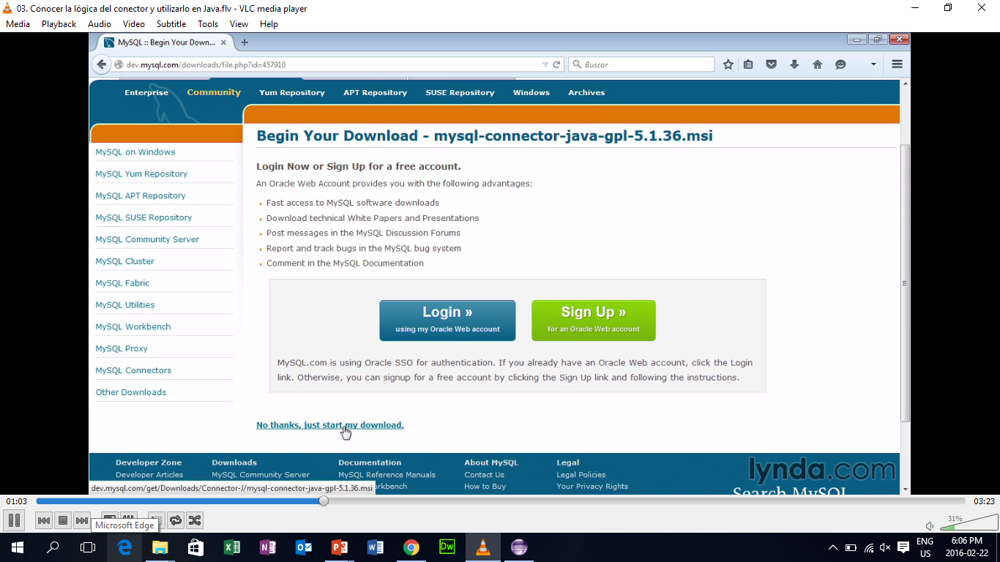 03. Conocer la lógica del conector y utilizarlo en Java.flv - VLC media player
Media Playback Audio Video Subtitle Tools View Help
MySQL :: Begin Your Down...
dev.mysql.com/downloads/file.php?id=457910
Buscar
Enterprise Community Yum Repository APT Repository SUSE Repository Windows Archives
MySQL on Windows
MySQL Yum Repository
MySQL APT Repository
MySQL SUSE Repository
MySQL Community Server
MySQL Cluster
MySQL Fabric
MySQL Utilities
MySQL Workbench
MySQL Proxy
MySQL Connectors
Other Downloads
Begin Your Download - mysql-connector-java-gpl-5.1.36.msi
Login Now or Sign Up for a free account.
An Oracle Web Account provides you with the following advantages:
Fast access to MySQL software downloads
Download technical White Papers and Presentations
Post messages in the MySQL Discussion Forums
Report and track bugs in the MySQL bug system
Comment in the MySQL Documentation
Login »
using my Oracle Web account
Sign Up »
for an Oracle Web account
MySQL.com is using Oracle SSO for authentication. If you already have an Oracle Web account, click the Login
link. Otherwise, you can signup for a free account by clicking the Sign Up link and following the instructions.
No thanks, just start my download.
Developer Zone Downloads Documentation About MySQL Legal
Developer Articles MySQL Community Server MySQL Reference Manuals Contact Us Legal Policies
How to Buy Your Privacy Rights
lynda.com
Search MySQL
dev.mysql.com/get/Downloads/Connector-J/mysql-connector-java-gpl-5.1.36.msi
01:03
03:23
Microsoft Edge
31%
Dw
ENG
US
6:06 PM
2016-02-22